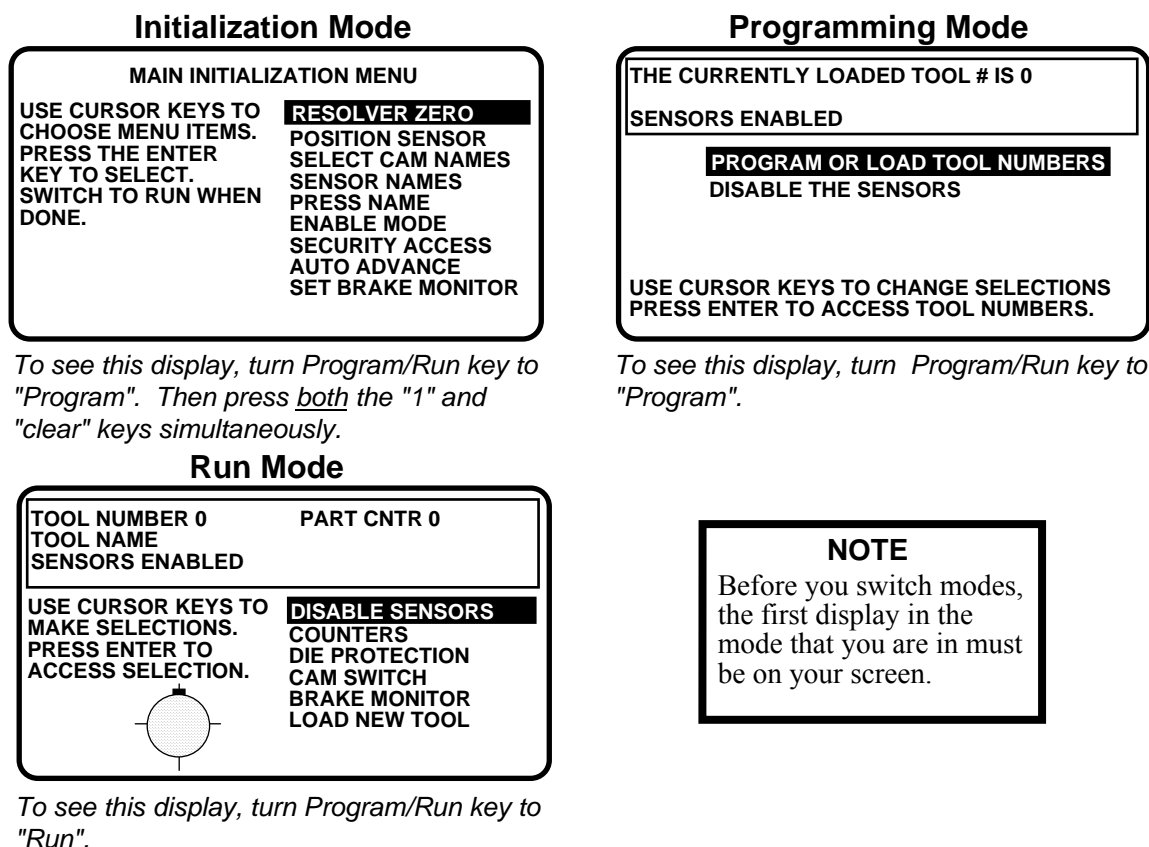 Initialization Mode
MAIN INITIALIZATION MENU
USE CURSOR KEYS TO
CHOOSE MENU ITEMS.
PRESS THE ENTER
KEY TO SELECT.
SWITCH TO RUN WHEN
DONE.
RESOLVER ZERO
POSITION SENSOR
SELECT CAM NAMES
SENSOR NAMES
PRESS NAME
ENABLE MODE
SECURITY ACCESS
AUTO ADVANCE
SET BRAKE MONITOR
To see this display, turn Program/Run key to
"Program". Then press both the "1" and
"clear" keys simultaneously.
Programming Mode
THE CURRENTLY LOADED TOOL # IS 0
SENSORS ENABLED
PROGRAM OR LOAD TOOL NUMBERS
DISABLE THE SENSORS
USE CURSOR KEYS TO CHANGE SELECTIONS
PRESS ENTER TO ACCESS TOOL NUMBERS.
To see this display, turn Program/Run key to
"Program".
Run Mode
TOOL NUMBER 0 PART CNTR 0
TOOL NAME
SENSORS ENABLED
USE CURSOR KEYS TO
MAKE SELECTIONS.
PRESS ENTER TO
ACCESS SELECTION.
DISABLE SENSORS
COUNTERS
DIE PROTECTION
CAM SWITCH
BRAKE MONITOR
LOAD NEW TOOL
To see this display, turn Program/Run key to
"Run".
NOTE
Before you switch modes,
the first display in the
mode that you are in must
be on your screen.